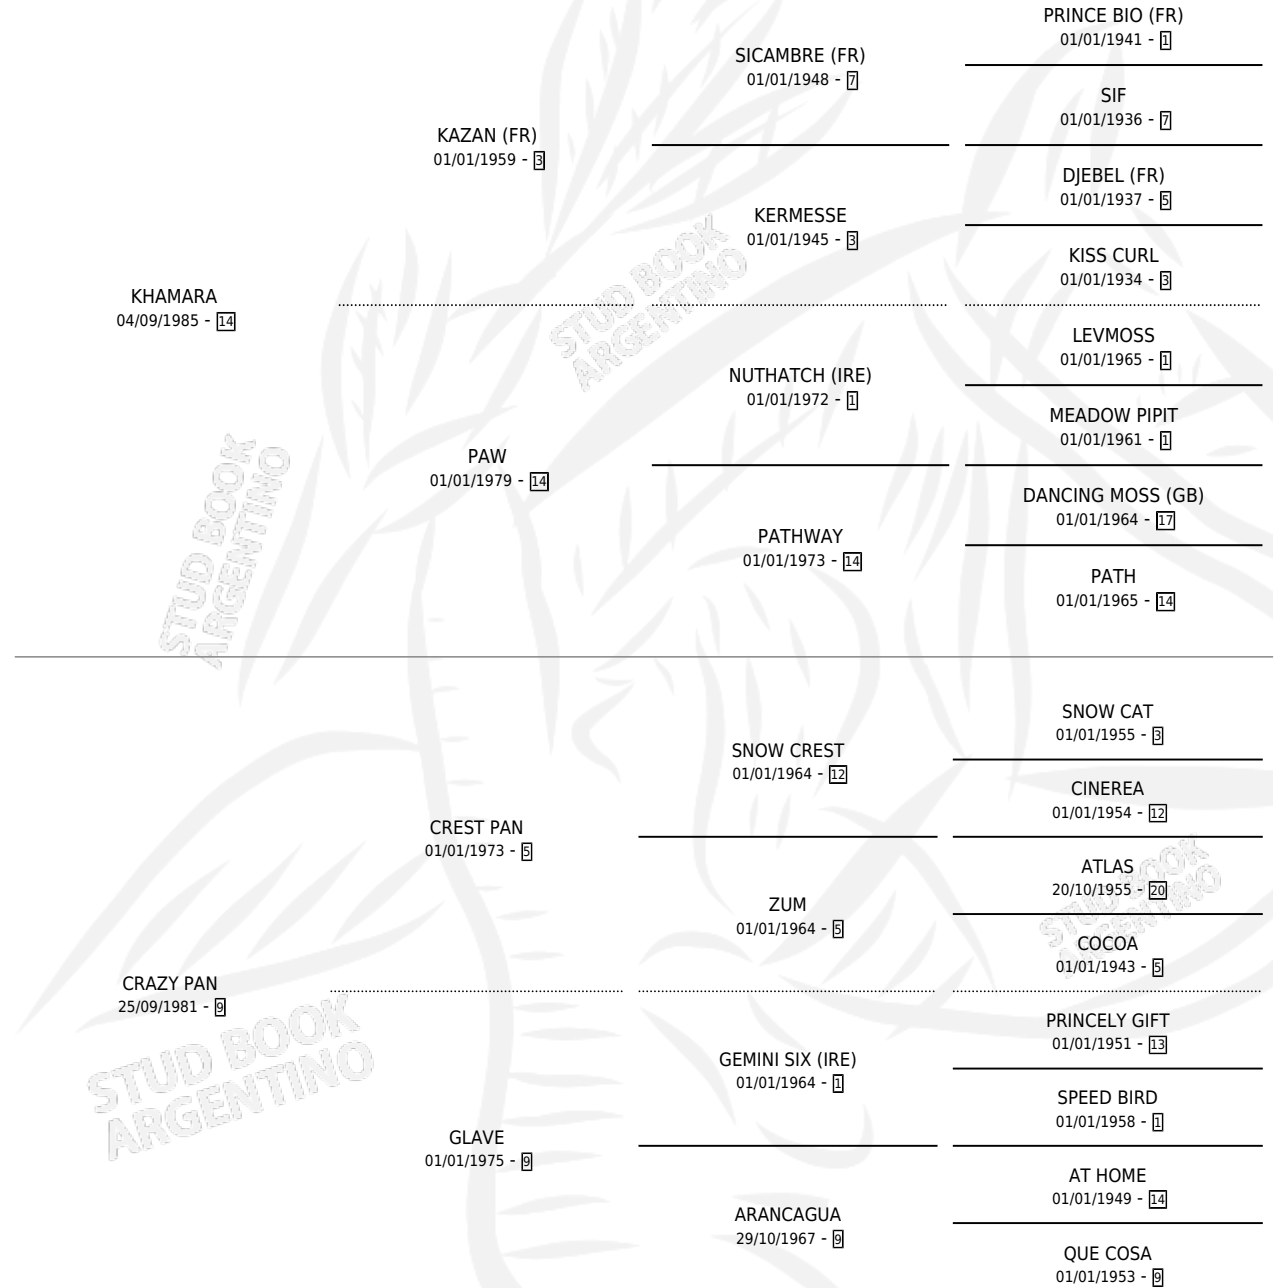 PRINCE BIO (FR)
01/01/1941 - 1
SICAMBRE (FR)
01/01/1948 - 7
SIF
01/01/1936 - 7
KAZAN (FR)
01/01/1959 - 3
DJEBEL (FR)
01/01/1937 - 5
KERMESSE
01/01/1945 - 3
KISS CURL
01/01/1934 - 3
KHAMARA
04/09/1985 - 14
STUD BOOK
ARGENTINO
LEVMOSS
01/01/1965 - 1
NUTHATCH (IRE)
01/01/1972 - 1
MEADOW PIPIT
01/01/1961 - 1
PAW
01/01/1979 - 14
DANCING MOSS (GB)
01/01/1964 - 17
PATHWAY
01/01/1973 - 14
PATH
01/01/1965 - 14
STUD BOOK
ARGENTINO
SNOW CAT
01/01/1955 - 3
SNOW CREST
01/01/1964 - 12
CINEREA
01/01/1954 - 12
CREST PAN
01/01/1973 - 5
ATLAS
20/10/1955 - 20
ZUM
01/01/1964 - 5
COCOA
01/01/1943 - 5
STUD BOOK
ARGENTINO
CRAZY PAN
25/09/1981 - 9
PRINCELY GIFT
01/01/1951 - 13
GEMINI SIX (IRE)
01/01/1964 - 1
SPEED BIRD
01/01/1958 - 1
STUD BOOK
ARGENTINO
GLAVE
01/01/1975 - 9
AT HOME
01/01/1949 - 14
ARANCAGUA
29/10/1967 - 9
QUE COSA
01/01/1953 - 9